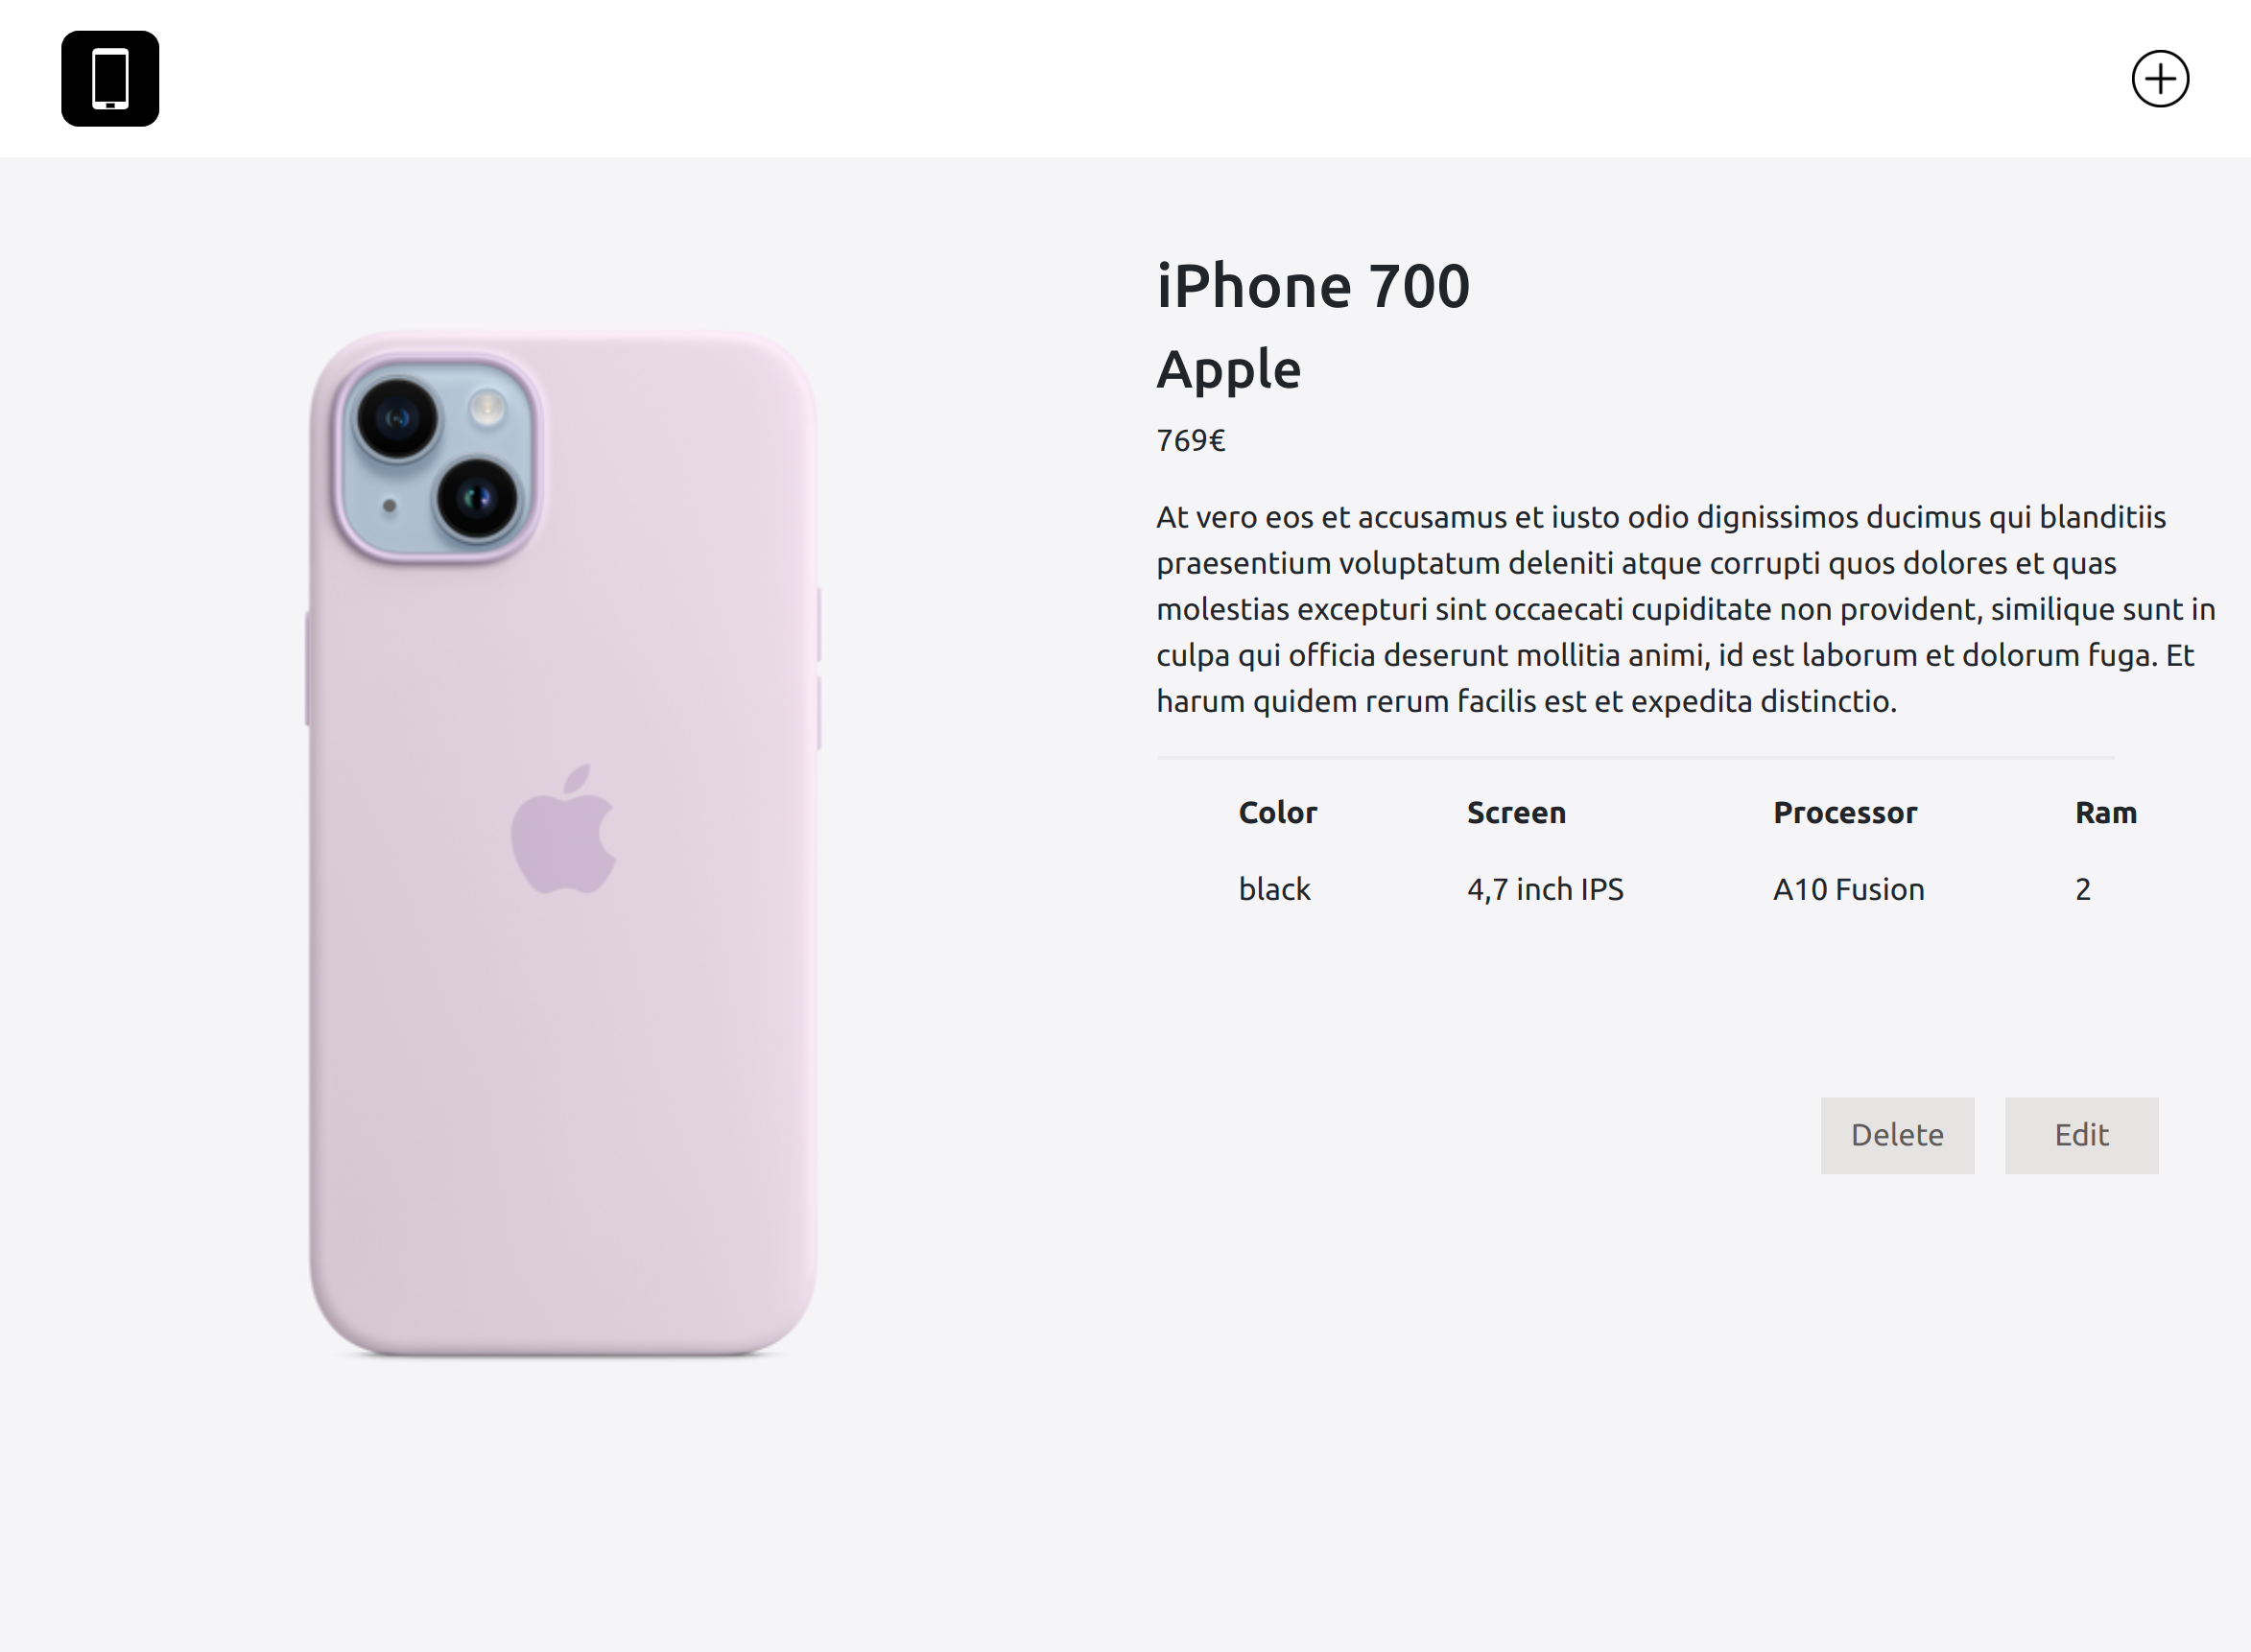 iPhone 700
Apple
769€
At vero eos et accusamus et iusto odio dignissimos ducimus qui blanditiis
praesentium voluptatum deleniti atque corrupti quos dolores et quas
molestias excepturi sint occaecati cupiditate non provident, similique sunt in
culpa qui officia deserunt mollitia animi, id est laborum et dolorum fuga. Et
harum quidem rerum facilis est et expedita distinctio.
Color Screen Processor Ram
black 4,7 inch IPS A10 Fusion 2
Delete Edit